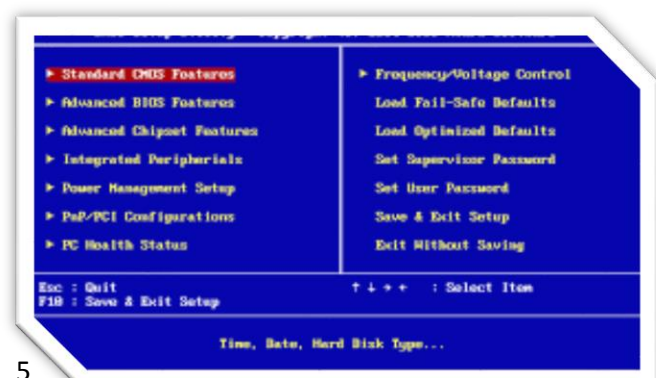 ▸ Standard CMOS Features
▸ Advanced BIOS Features
▸ Advanced Chipset Features
▸ Integrated Peripherials
▸ Power Management Setup
▸ PnP/PCI Configurations
▸ PC Health Status
▸ Frequency/Voltage Control
Load Fail-Safe Defaults
Load Optimized Defaults
Set Supervisor Password
Set User Password
Save & Exit Setup
Exit Without Saving
Esc : Quit
F10 : Save & Exit Setup
↑ ↓ → ← : Select Item
Time, Date, Hard Disk Type...
5